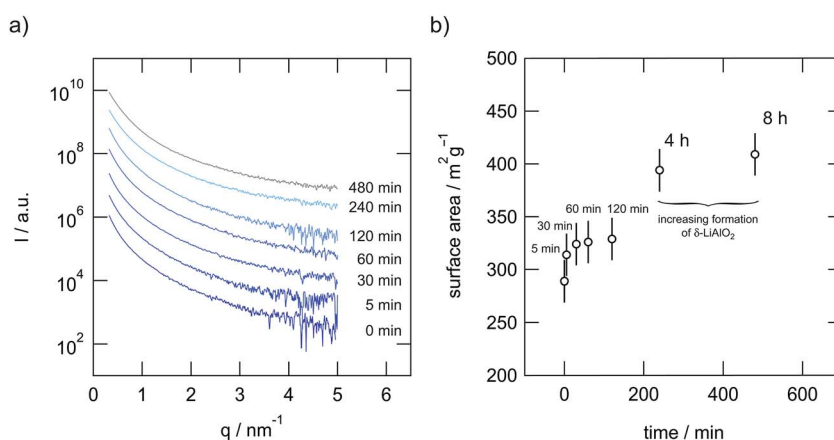 a)
I / a.u.
10^10
10^8
10^6
10^4
10^2
480 min
240 min
120 min
60 min
30 min
5 min
0 min
0 1 2 3 4 5 6
q / nm^-1
b)
surface area / m^2 g^-1
500
450
400
350
300
250
200
4 h
8 h
60 min 120 min
30 min
5 min
increasing formation
of δ-LiAlO₂
0 200 400 600
time / min